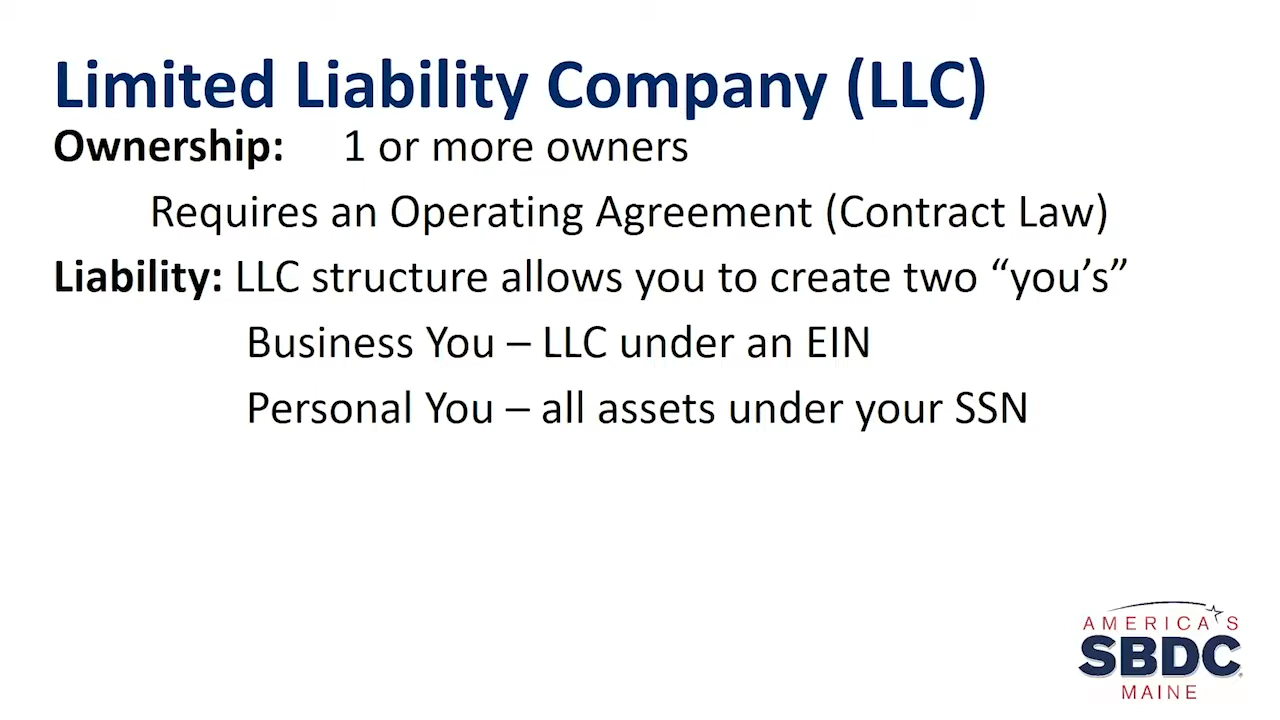 Limited Liability Company (LLC)
Ownership: 1 or more owners
Requires an Operating Agreement (Contract Law)
Liability: LLC structure allows you to create two “you’s”
Business You – LLC under an EIN
Personal You – all assets under your SSN
AMERICA'S
SBDC
MAINE